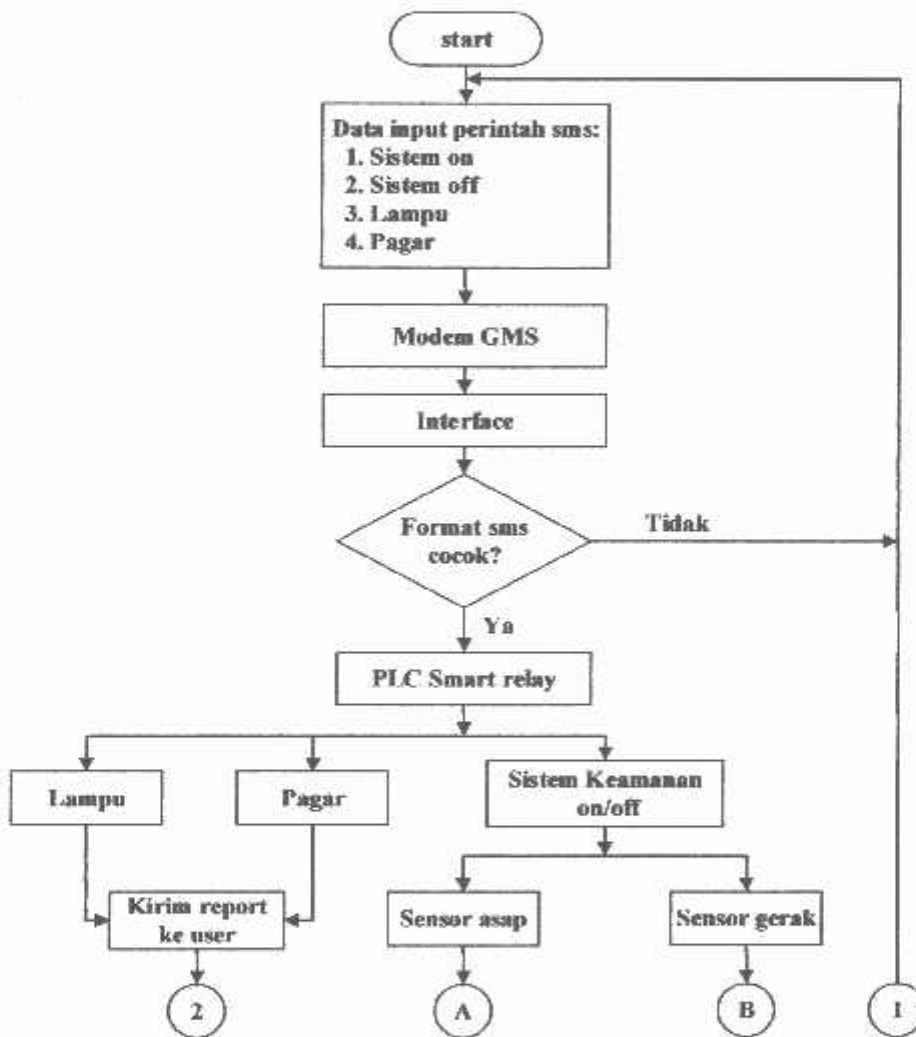 start
Data input perintah sms:
1. Sistem on
2. Sistem off
3. Lampu
4. Pagar
Modem GMS
Interface
Format sms
cocok?
Tidak
Ya
PLC Smart relay
Lampu
Pagar
Sistem Keamanan
on/off
Kirim report
ke user
Sensor asap
Sensor gerak
2
A
B
1